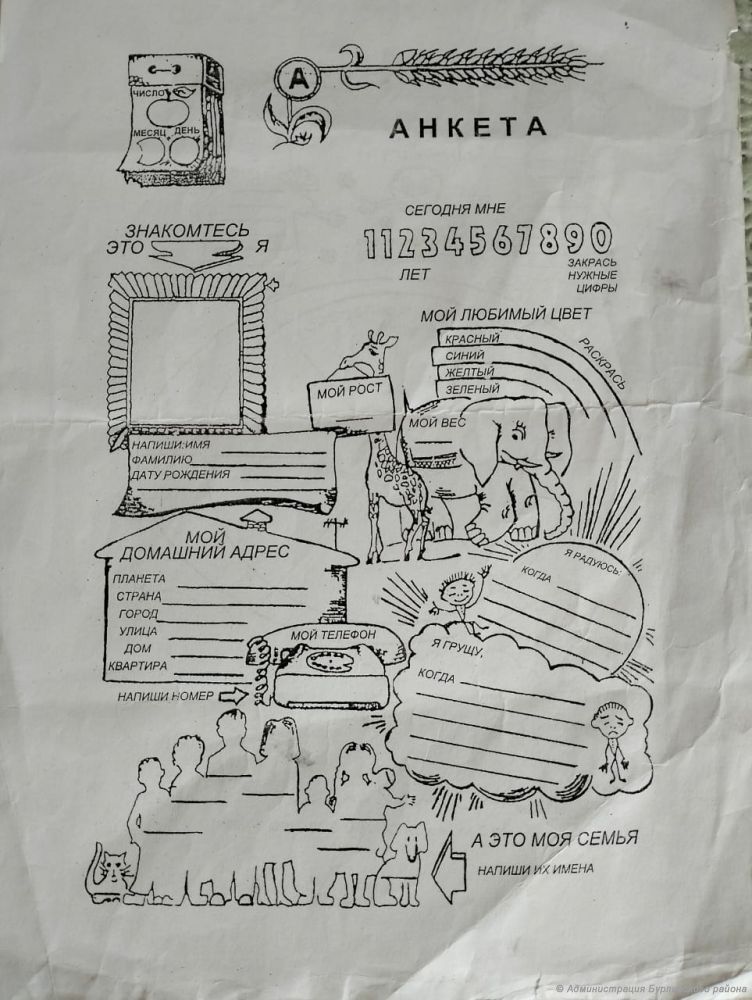 ЧИСЛО
МЕСЯЦ ДЕНЬ
А
АНКЕТА
СЕГОДНЯ МНЕ
11234567890
ЛЕТ
ЗАКРАСЬ
НУЖНЫЕ
ЦИФРЫ
ЗНАКОМТЕСЬ
ЭТО Я
МОЙ ЛЮБИМЫЙ ЦВЕТ
КРАСНЫЙ
СИНИЙ
ЖЕЛТЫЙ
ЗЕЛЕНЫЙ
РАСКРАСЬ
МОЙ РОСТ
МОЙ ВЕС
НАПИШИ:ИМЯ
ФАМИЛИЮ
ДАТУ РОЖДЕНИЯ
МОЙ
ДОМАШНИЙ АДРЕС
ПЛАНЕТА
СТРАНА
ГОРОД
УЛИЦА
ДОМ
КВАРТИРА
МОЙ ТЕЛЕФОН
НАПИШИ НОМЕР
Я РАДУЮСЬ:
КОГДА
Я ГРУЩУ,
КОГДА
А ЭТО МОЯ СЕМЬЯ
НАПИШИ ИХ ИМЕНА
© Администрация района